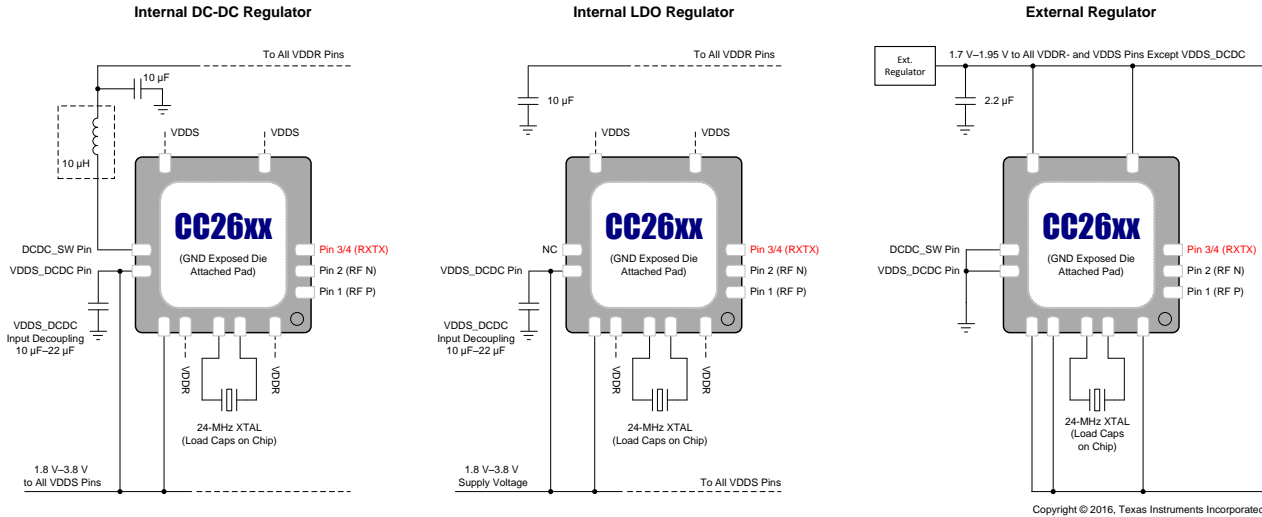 Internal DC-DC Regulator
To All VDDR Pins
10 µF
10 µH
VDDS
VDDS
CC26xx
(GND Exposed Die
Attached Pad)
DCDC_SW Pin
VDDS_DCDC Pin
Pin 3/4 (RXTX)
Pin 2 (RF N)
Pin 1 (RF P)
VDDS_DCDC
Input Decoupling
10 µF–22 µF
VDDR
VDDR
24-MHz XTAL
(Load Caps on Chip)
1.8 V–3.8 V
to All VDDS Pins
Internal LDO Regulator
To All VDDR Pins
10 µF
VDDS
VDDS
CC26xx
(GND Exposed Die
Attached Pad)
NC
VDDS_DCDC Pin
Pin 3/4 (RXTX)
Pin 2 (RF N)
Pin 1 (RF P)
VDDS_DCDC
Input Decoupling
10 µF–22 µF
VDDR
VDDR
24-MHz XTAL
(Load Caps on Chip)
1.8 V–3.8 V
Supply Voltage
To All VDDS Pins
External Regulator
Ext.
Regulator
1.7 V–1.95 V to All VDDR- and VDDS Pins Except VDDS_DCDC
2.2 µF
CC26xx
(GND Exposed Die
Attached Pad)
DCDC_SW Pin
VDDS_DCDC Pin
Pin 3/4 (RXTX)
Pin 2 (RF N)
Pin 1 (RF P)
24-MHz XTAL
(Load Caps
on Chip)
Copyright © 2016, Texas Instruments Incorporated